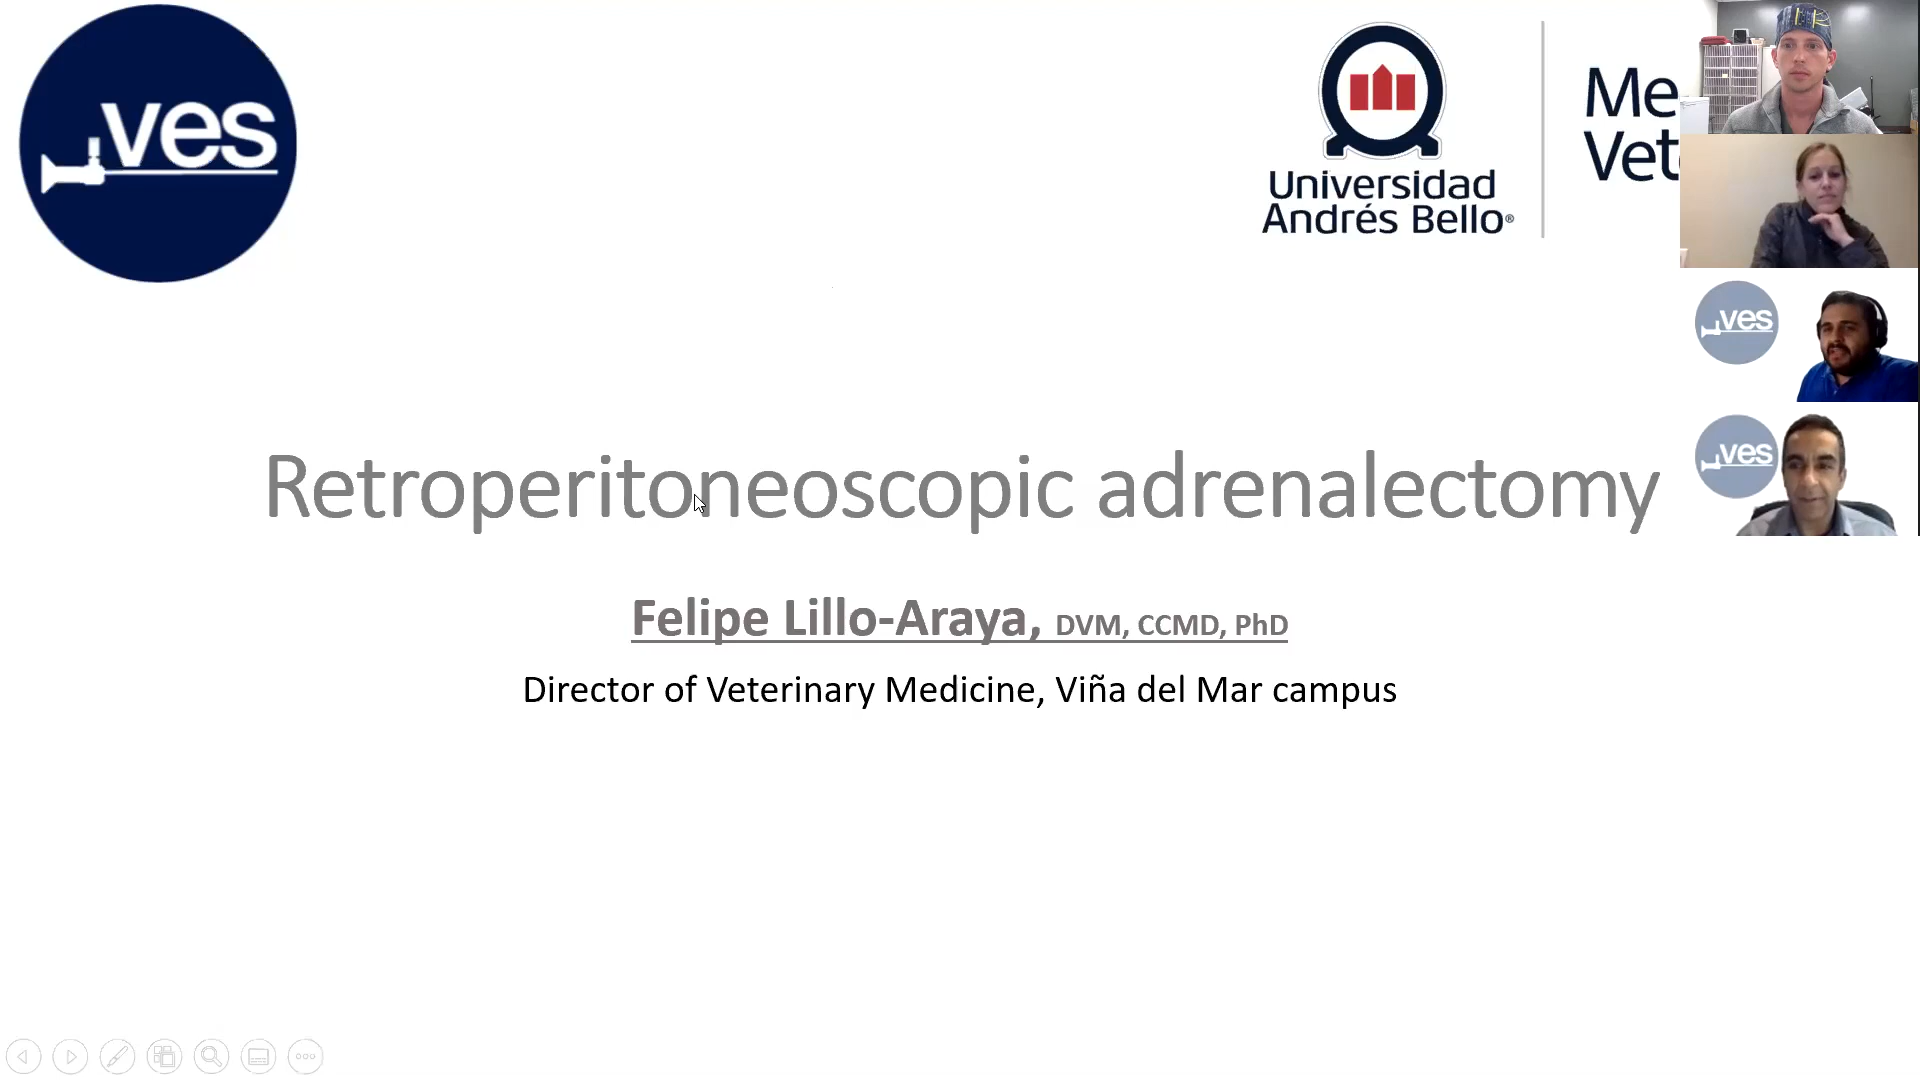 ves
Universidad
Andrés Bello®
Me
Vet
ves
ves
Retroperitoneoscopic adrenalectomy
Felipe Lillo-Araya, DVM, CCMD, PhD
Director of Veterinary Medicine, Viña del Mar campus